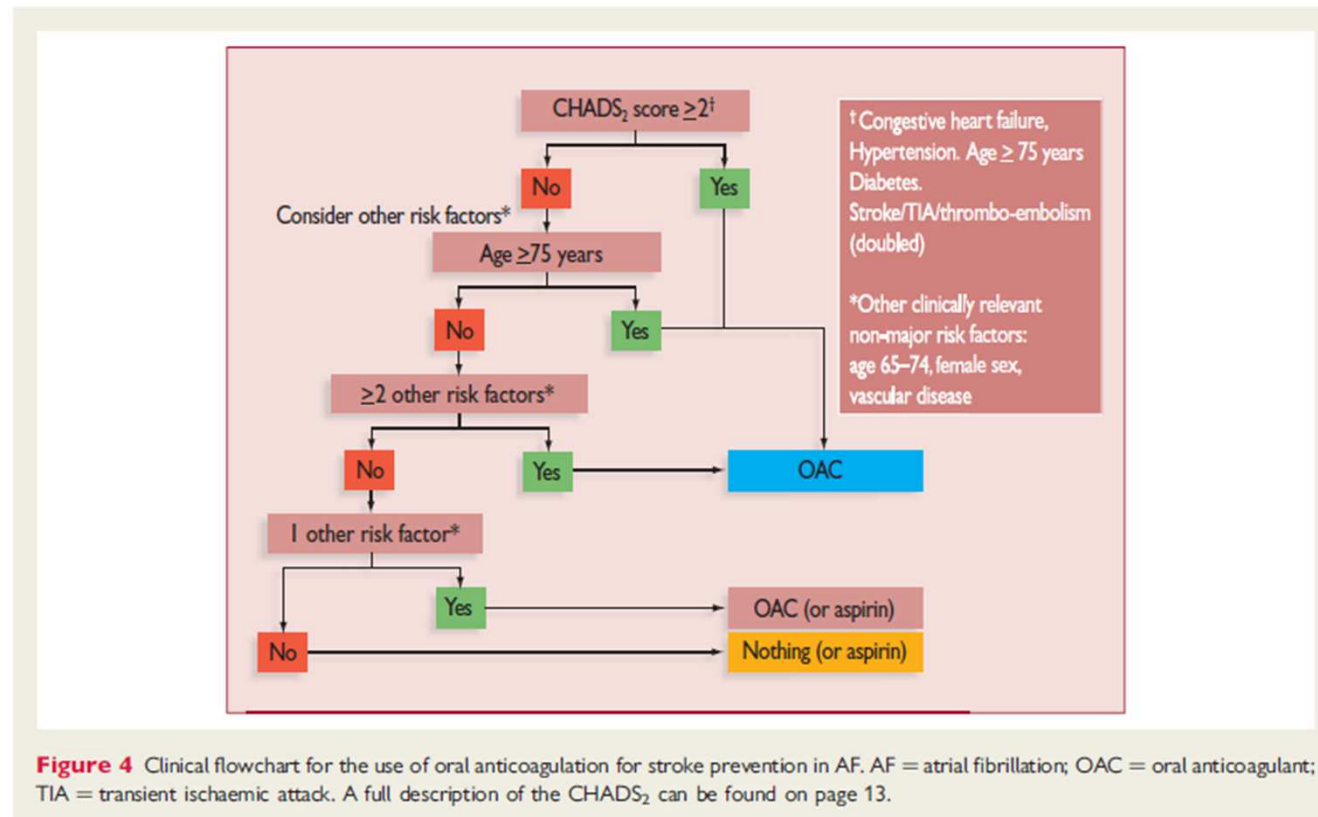 CHADS₂ score ≥2†
No
Yes
Consider other risk factors*
Age ≥75 years
No
Yes
≥2 other risk factors*
No
Yes
OAC
1 other risk factor*
Yes
OAC (or aspirin)
No
Nothing (or aspirin)
†Congestive heart failure,
Hypertension. Age ≥ 75 years
Diabetes.
Stroke/TIA/thrombo-embolism
(doubled)
*Other clinically relevant
non-major risk factors:
age 65–74, female sex,
vascular disease
Figure 4 Clinical flowchart for the use of oral anticoagulation for stroke prevention in AF. AF = atrial fibrillation; OAC = oral anticoagulant;
TIA = transient ischaemic attack. A full description of the CHADS₂ can be found on page 13.